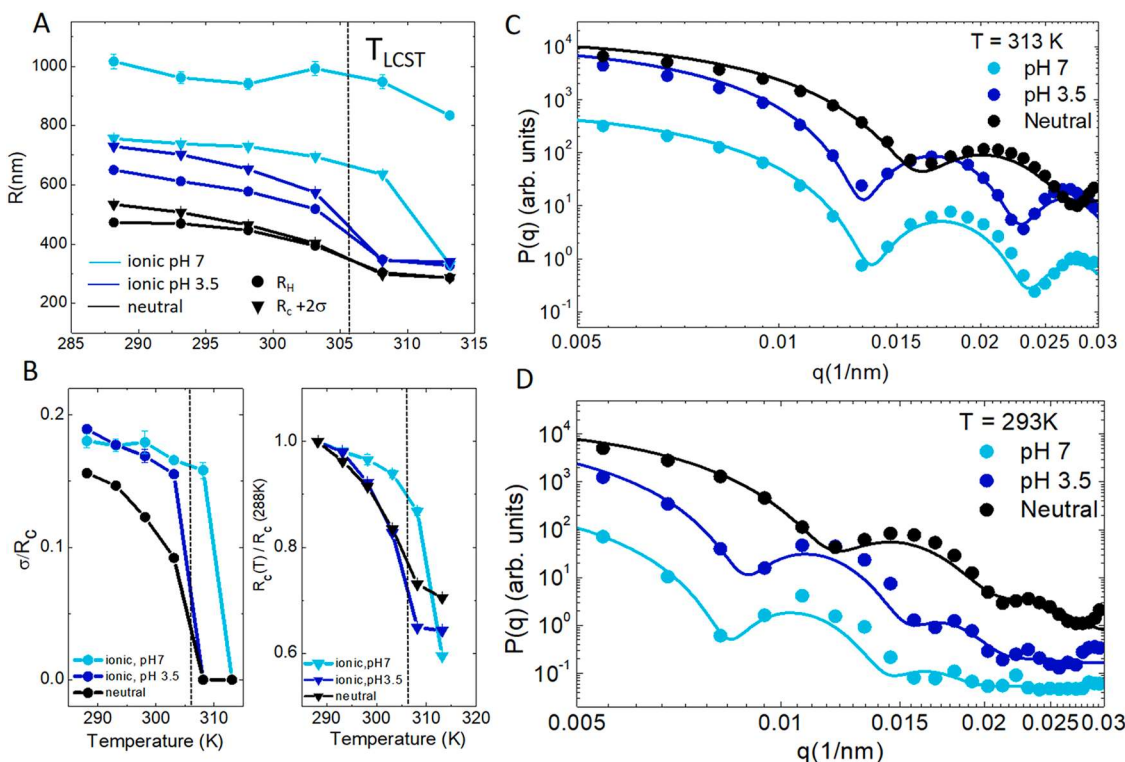 A
T_LCST
R(nm)
1000
800
600
400
200
ionic pH 7
ionic pH 3.5
neutral
R_H
R_c +2σ
285
290
295
300
305
310
315
B
σ/R_C
0.2
0.1
0.0
ionic, pH7
ionic, pH 3.5
neutral
290
300
310
Temperature (K)
R_C(T) / R_C (288K)
1.0
0.8
0.6
ionic,pH7
ionic,pH3.5
neutral
290
300
310
320
Temperature (K)
C
T = 313 K
pH 7
pH 3.5
Neutral
P(q) (arb. units)
10^5
10^4
10^3
10^2
10^1
10^0
10^-1
0.005
0.01
0.015
0.02
0.025
0.03
q(1/nm)
D
T = 293K
pH 7
pH 3.5
Neutral
P(q) (arb. units)
10^4
10^3
10^2
10^1
10^0
10^-1
0.005
0.01
0.015
0.02
0.025
0.03
q(1/nm)